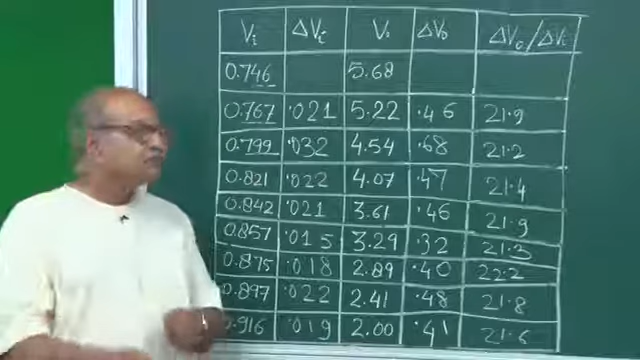 Vi ΔVi Vo ΔVo ΔVo/ΔVi
0.746 5.68
0.767 .021 5.22 .46 21.9
0.799 .032 4.54 .68 21.2
0.821 .022 4.07 .47 21.4
0.842 .021 3.61 .46 21.9
0.857 .015 3.29 .32 21.3
0.875 .018 2.89 .40 22.2
0.897 .022 2.41 .48 21.8
0.916 .019 2.00 .41 21.6